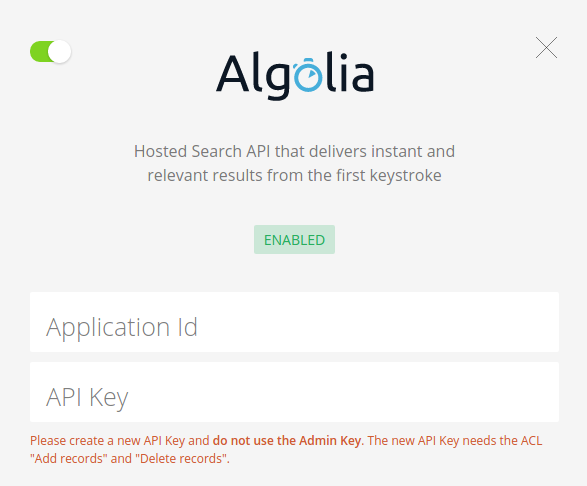 Algolia
Hosted Search API that delivers instant and
relevant results from the first keystroke
ENABLED
Application Id
API Key
Please create a new API Key and do not use the Admin Key. The new API Key needs the ACL
"Add records" and "Delete records".